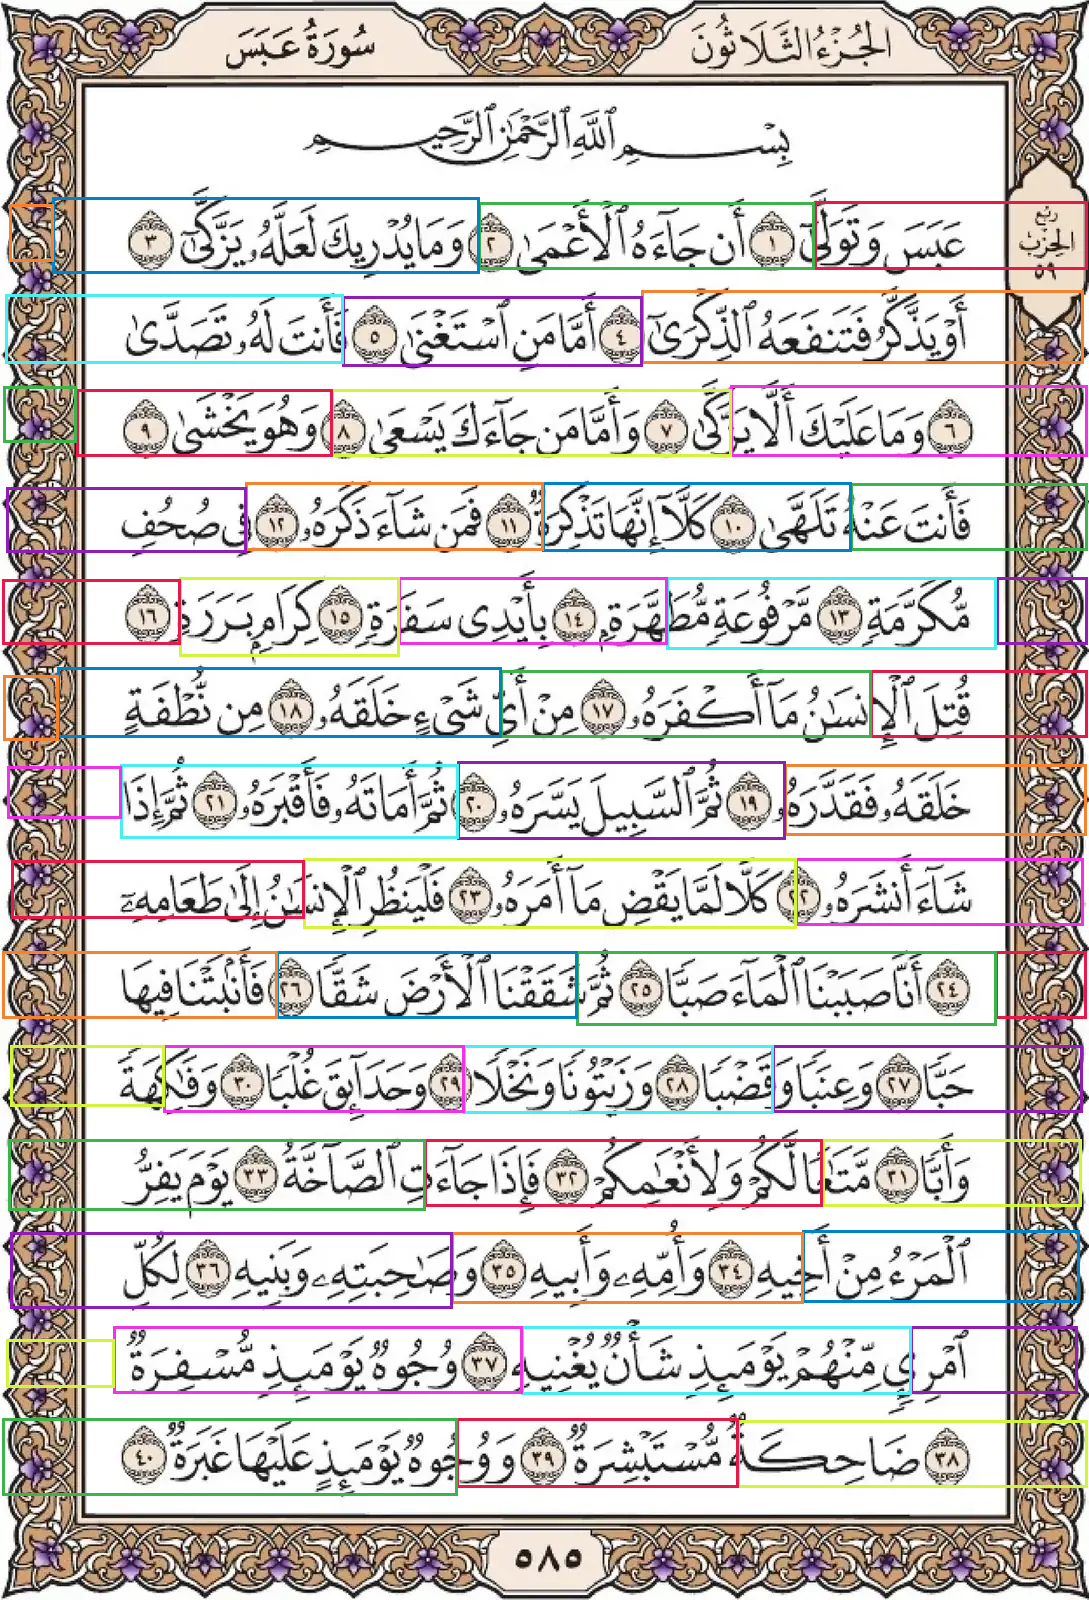 الجُزْءُ الثَّلَاثُونَ
سُورَةُ عَبَسَ
بِسْمِ ٱللَّهِ ٱلرَّحْمَٰنِ ٱلرَّحِيمِ
رُبْع
الحِزْب
٥٩
عَبَسَ وَتَوَلَّىٰٓ ١ أَن جَآءَهُ ٱلْأَعْمَىٰ ٢ وَمَا يُدْرِيكَ لَعَلَّهُۥ يَزَّكَّىٰٓ ٣
أَوْ يَذَّكَّرُ فَتَنفَعَهُ ٱلذِّكْرَىٰٓ ٤ أَمَّا مَنِ ٱسْتَغْنَىٰ ٥ فَأَنتَ لَهُۥ تَصَدَّىٰ
٦ وَمَا عَلَيْكَ أَلَّا يَزَّكَّىٰ ٧ وَأَمَّا مَن جَآءَكَ يَسْعَىٰ ٨ وَهُوَ يَخْشَىٰ ٩
فَأَنتَ عَنْهُ تَلَهَّىٰ ١٠ كَلَّآ إِنَّهَا تَذْكِرَةٌ ١١ فَمَن شَآءَ ذَكَرَهُۥ ١٢ فِى صُحُفٍ
مُّكَرَّمَةٍ ١٣ مَّرْفُوعَةٍ مُّطَهَّرَةٍۭ ١٤ بِأَيْدِى سَفَرَةٍ ١٥ كِرَامٍۭ بَرَرَةٍ ١٦
قُتِلَ ٱلْإِنسَٰنُ مَآ أَكْفَرَهُۥ ١٧ مِنْ أَىِّ شَىْءٍ خَلَقَهُۥ ١٨ مِن نُّطْفَةٍ
خَلَقَهُۥ فَقَدَّرَهُۥ ١٩ ثُمَّ ٱلسَّبِيلَ يَسَّرَهُۥ ٢٠ ثُمَّ أَمَاتَهُۥ فَأَقْبَرَهُۥ ٢١ ثُمَّ إِذَا
شَآءَ أَنشَرَهُۥ ٢٢ كَلَّا لَمَّا يَقْضِ مَآ أَمَرَهُۥ ٢٣ فَلْيَنظُرِ ٱلْإِنسَٰنُ إِلَىٰ طَعَامِهِۦٓ
٢٤ أَنَّا صَبَبْنَا ٱلْمَآءَ صَبًّا ٢٥ ثُمَّ شَقَقْنَا ٱلْأَرْضَ شَقًّا ٢٦ فَأَنۢبَتْنَا فِيهَا
حَبًّا ٢٧ وَعِنَبًا وَقَضْبًا ٢٨ وَزَيْتُونًا وَنَخْلًا ٢٩ وَحَدَآئِقَ غُلْبًا ٣٠ وَفَٰكِهَةً
وَأَبًّا ٣١ مَّتَٰعًا لَّكُمْ وَلِأَنْعَٰمِكُمْ ٣٢ فَإِذَا جَآءَتِ ٱلصَّآخَّةُ ٣٣ يَوْمَ يَفِرُّ
ٱلْمَرْءُ مِنْ أَخِيهِ ٣٤ وَأُمِّهِۦ وَأَبِيهِ ٣٥ وَصَٰحِبَتِهِۦ وَبَنِيهِ ٣٦ لِكُلِّ
ٱمْرِئٍ مِّنْهُمْ يَوْمَئِذٍ شَأْنٌ يُغْنِيهِ ٣٧ وُجُوهٌ يَوْمَئِذٍ مُّسْفِرَةٌ
٣٨ ضَاحِكَةٌ مُّسْتَبْشِرَةٌ ٣٩ وَوُجُوهٌ يَوْمَئِذٍ عَلَيْهَا غَبَرَةٌ ٤٠
٥٨٥